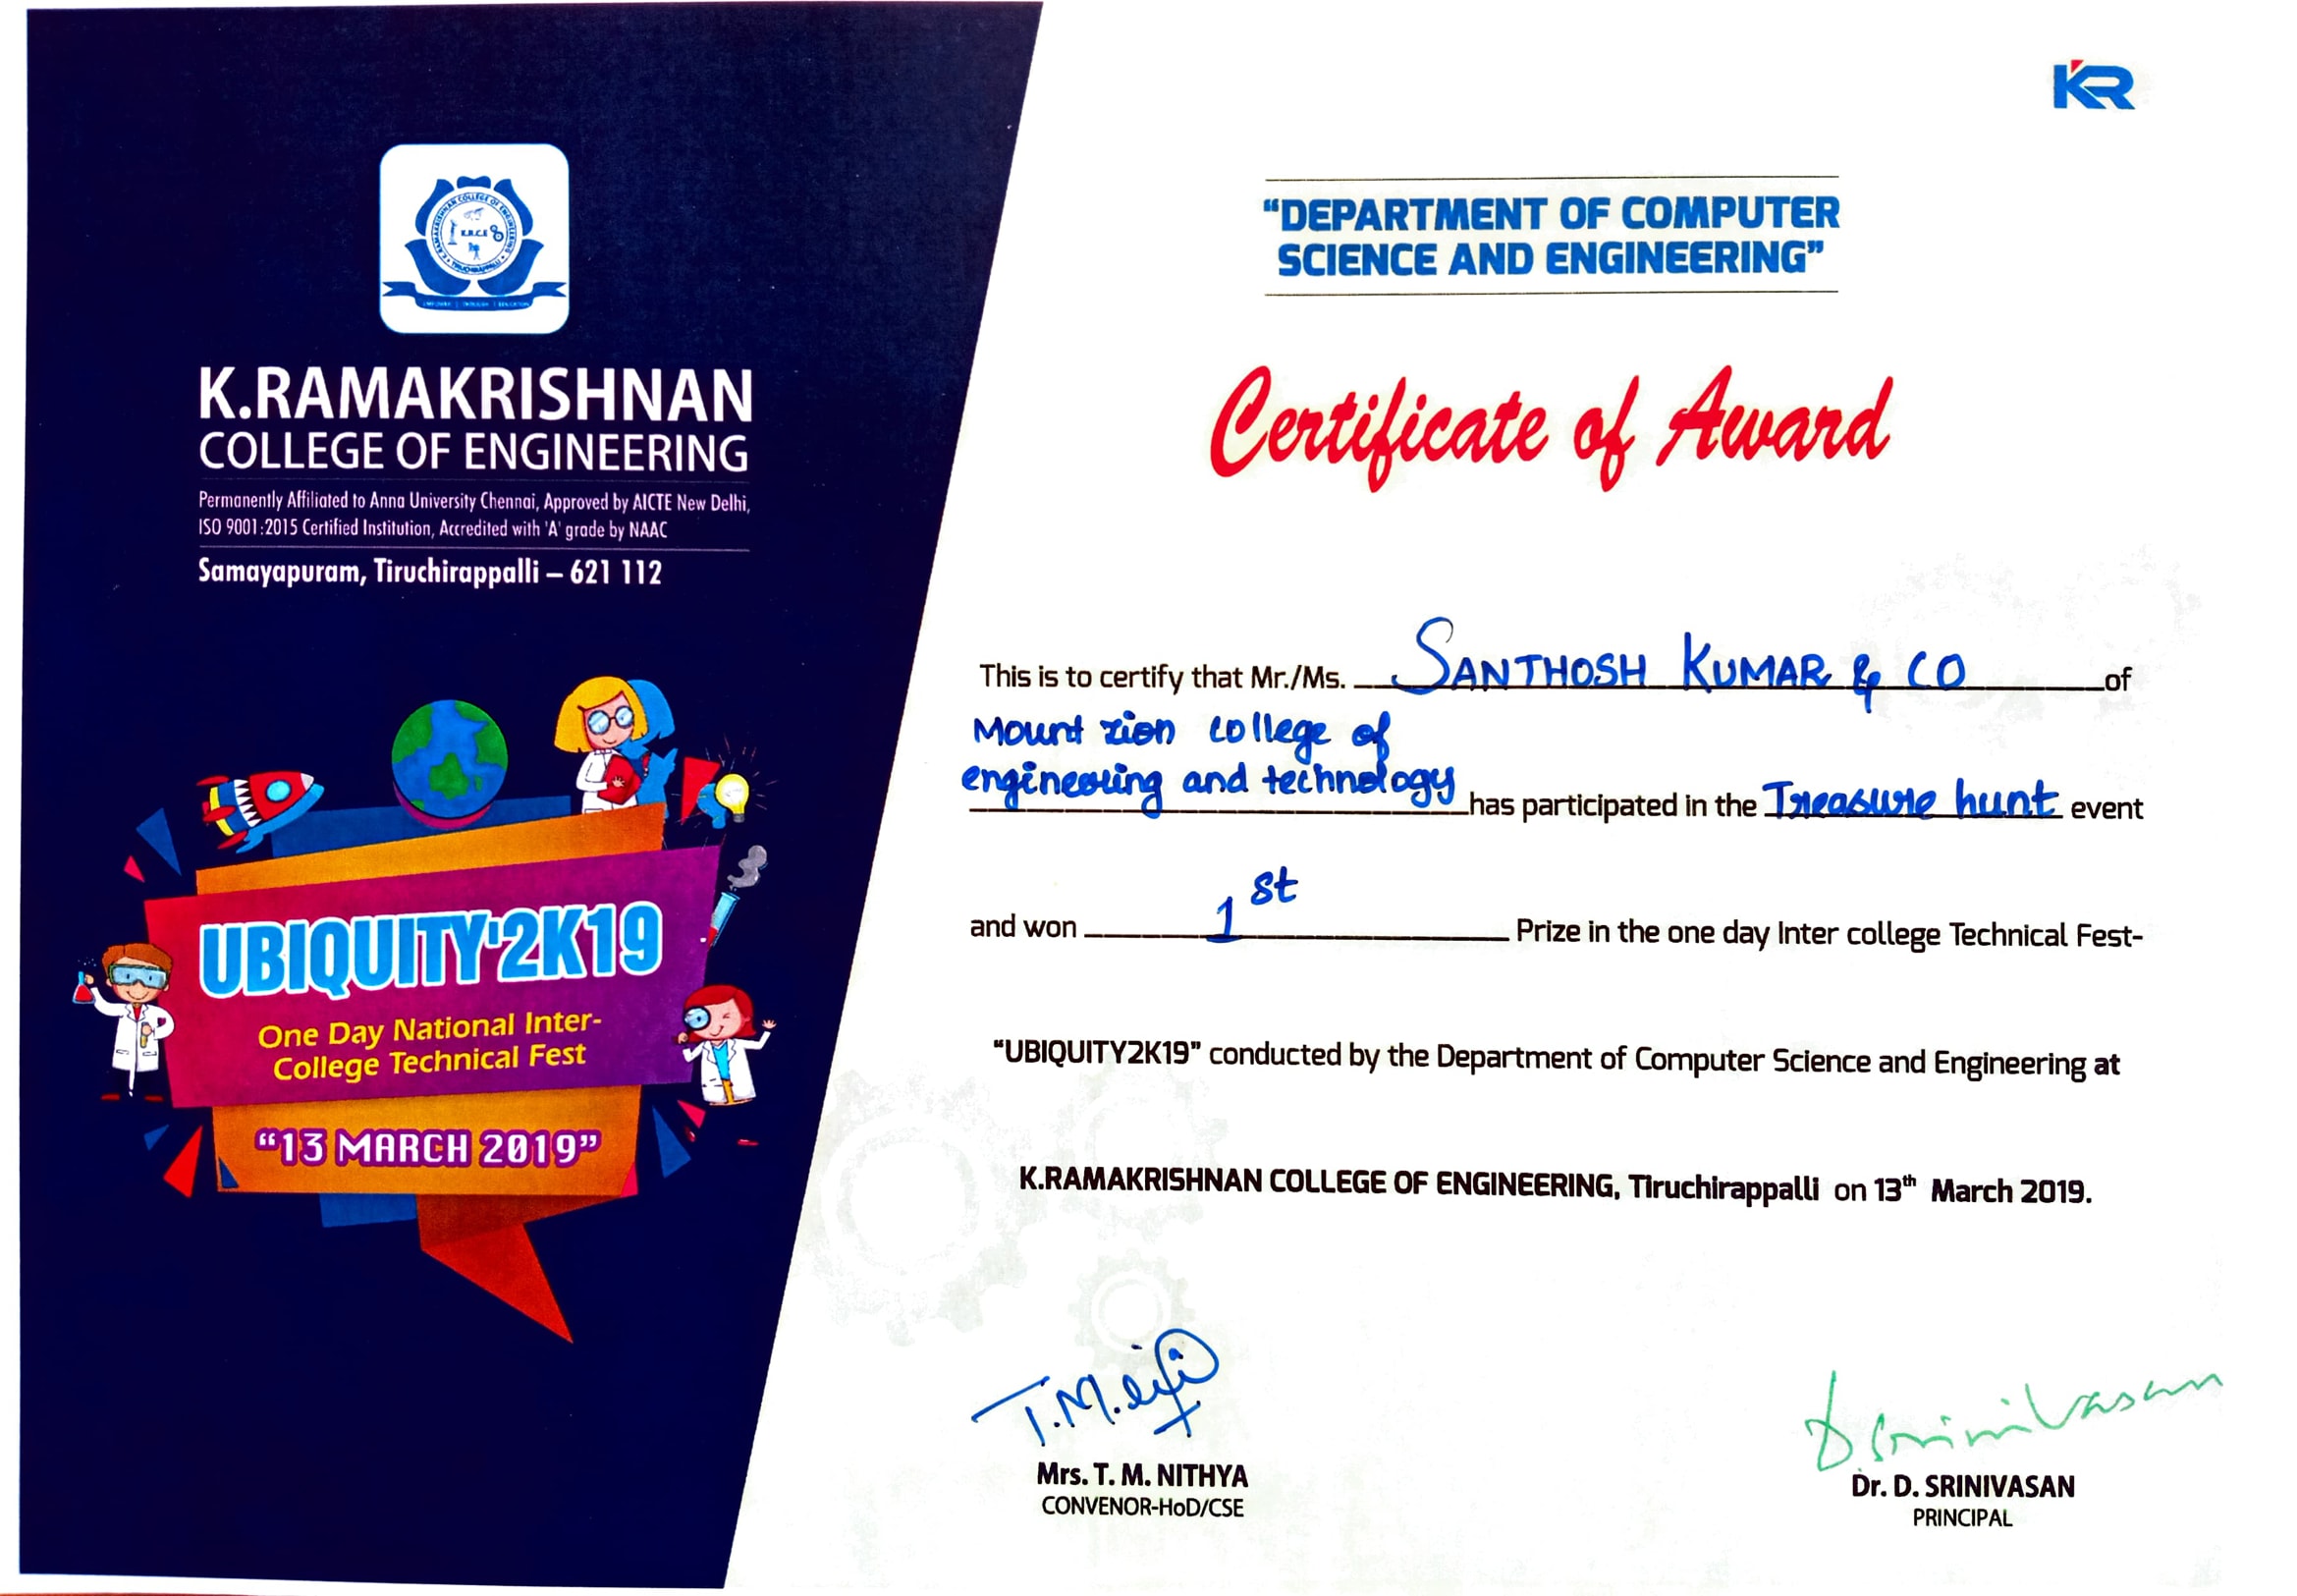 K.RAMAKRISHNAN COLLEGE OF ENGINEERING
K.R.C.E
TIRUCHIRAPPALLI
K.RAMAKRISHNAN
COLLEGE OF ENGINEERING
Permanently Affiliated to Anna University Chennai, Approved by AICTE New Delhi,
ISO 9001:2015 Certified Institution, Accredited with 'A' grade by NAAC
Samayapuram, Tiruchirappalli – 621 112
UBIQUITY'2K19
One Day National Inter-
College Technical Fest
“13 MARCH 2019”
KR
“DEPARTMENT OF COMPUTER
SCIENCE AND ENGINEERING”
Certificate of Award
This is to certify that Mr./Ms. SANTHOSH KUMAR & CO of
Mount zion college of
engineering and technology has participated in the Treasure hunt event
and won 1st Prize in the one day Inter college Technical Fest-
“UBIQUITY2K19” conducted by the Department of Computer Science and Engineering at
K.RAMAKRISHNAN COLLEGE OF ENGINEERING, Tiruchirappalli on 13th March 2019.
D Srinivasan
Mrs. T. M. NITHYA
CONVENOR-HoD/CSE
Dr. D. SRINIVASAN
PRINCIPAL